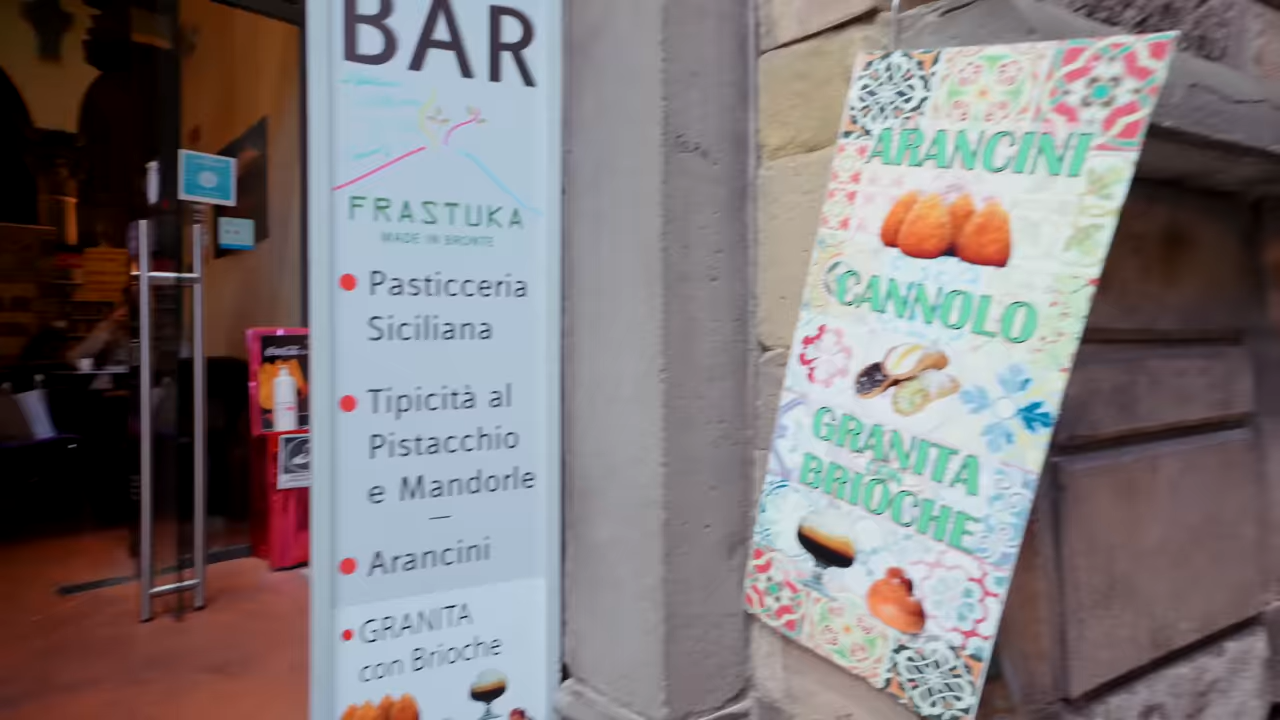 BAR
FRASTUKA
MADE IN BRONTE
Pasticceria
Siciliana
Tipicità al
Pistacchio
e Mandorle
Arancini
GRANITA
con Brioche
ARANCINI
CANNOLO
GRANITA
BRIOCHE